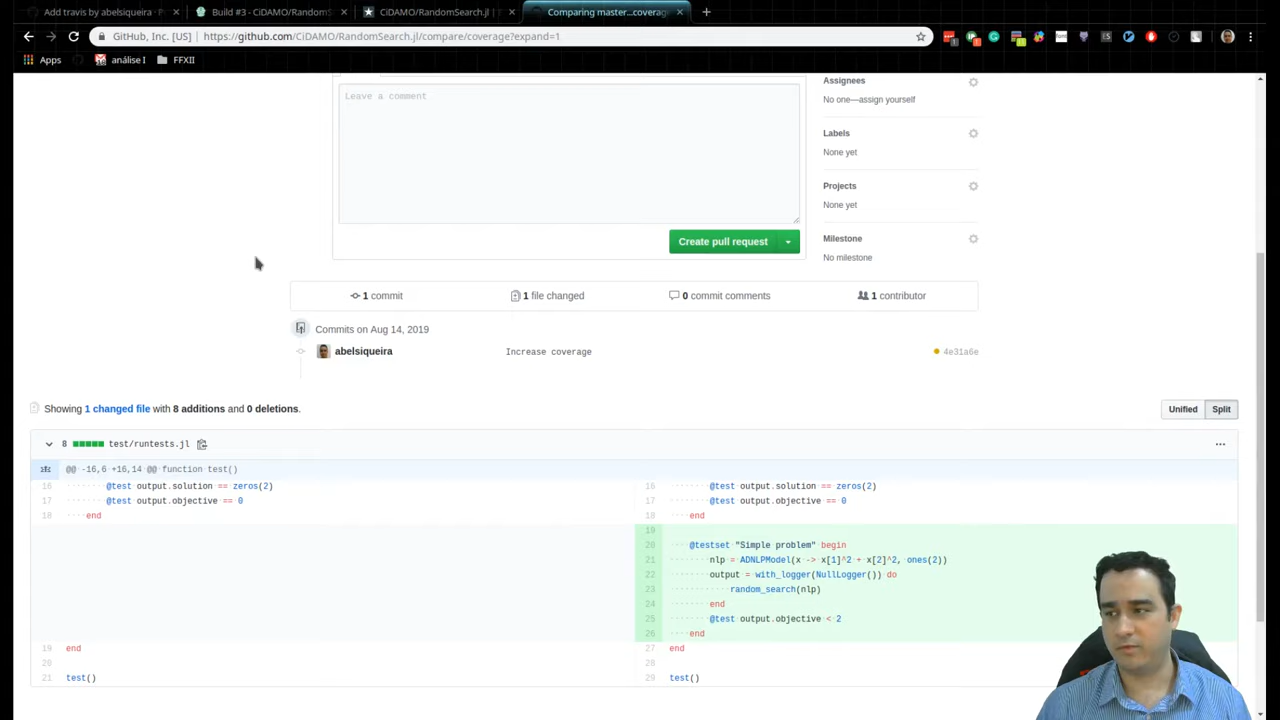 Add travis by abelsiqueira · P
Build #3 - CiDAMO/RandomS
CiDAMO/RandomSearch.jl |
Comparing master...coverage
GitHub, Inc. [US] | https://github.com/CiDAMO/RandomSearch.jl/compare/coverage?expand=1
Apps
análise I
FFXII
Leave a comment
Assignees
No one—assign yourself
Labels
None yet
Projects
None yet
Create pull request
Milestone
No milestone
1 commit
1 file changed
0 commit comments
1 contributor
Commits on Aug 14, 2019
abelsiqueira
Increase coverage
4e31a6e
Showing 1 changed file with 8 additions and 0 deletions.
Unified
Split
8 test/runtests.jl
@@ -16,6 +16,14 @@ function test()
16 @test output.solution == zeros(2)
17 @test output.objective == 0
18 end
19 end
20
21 test()
16 @test output.solution == zeros(2)
17 @test output.objective == 0
18 end
19
20 @testset "Simple problem" begin
21 nlp = ADNLPModel(x -> x[1]^2 + x[2]^2, ones(2))
22 output = with_logger(NullLogger()) do
23 random_search(nlp)
24 end
25 @test output.objective < 2
26 end
27 end
28
29 test()